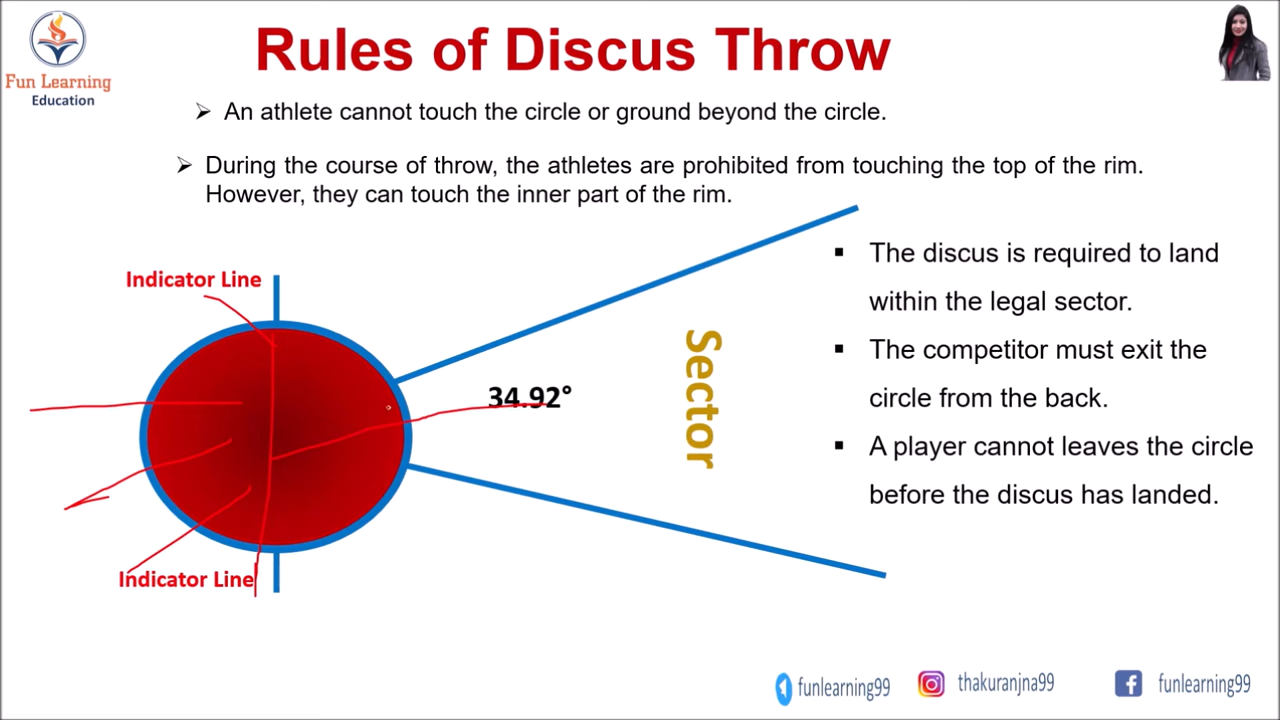 Rules of Discus Throw
Fun Learning
Education
➢ An athlete cannot touch the circle or ground beyond the circle.
➢ During the course of throw, the athletes are prohibited from touching the top of the rim.
However, they can touch the inner part of the rim.
Indicator Line
34.92°
Sector
Indicator Line
▪ The discus is required to land
within the legal sector.
▪ The competitor must exit the
circle from the back.
▪ A player cannot leaves the circle
before the discus has landed.
funlearning99
thakuranjna99
funlearning99